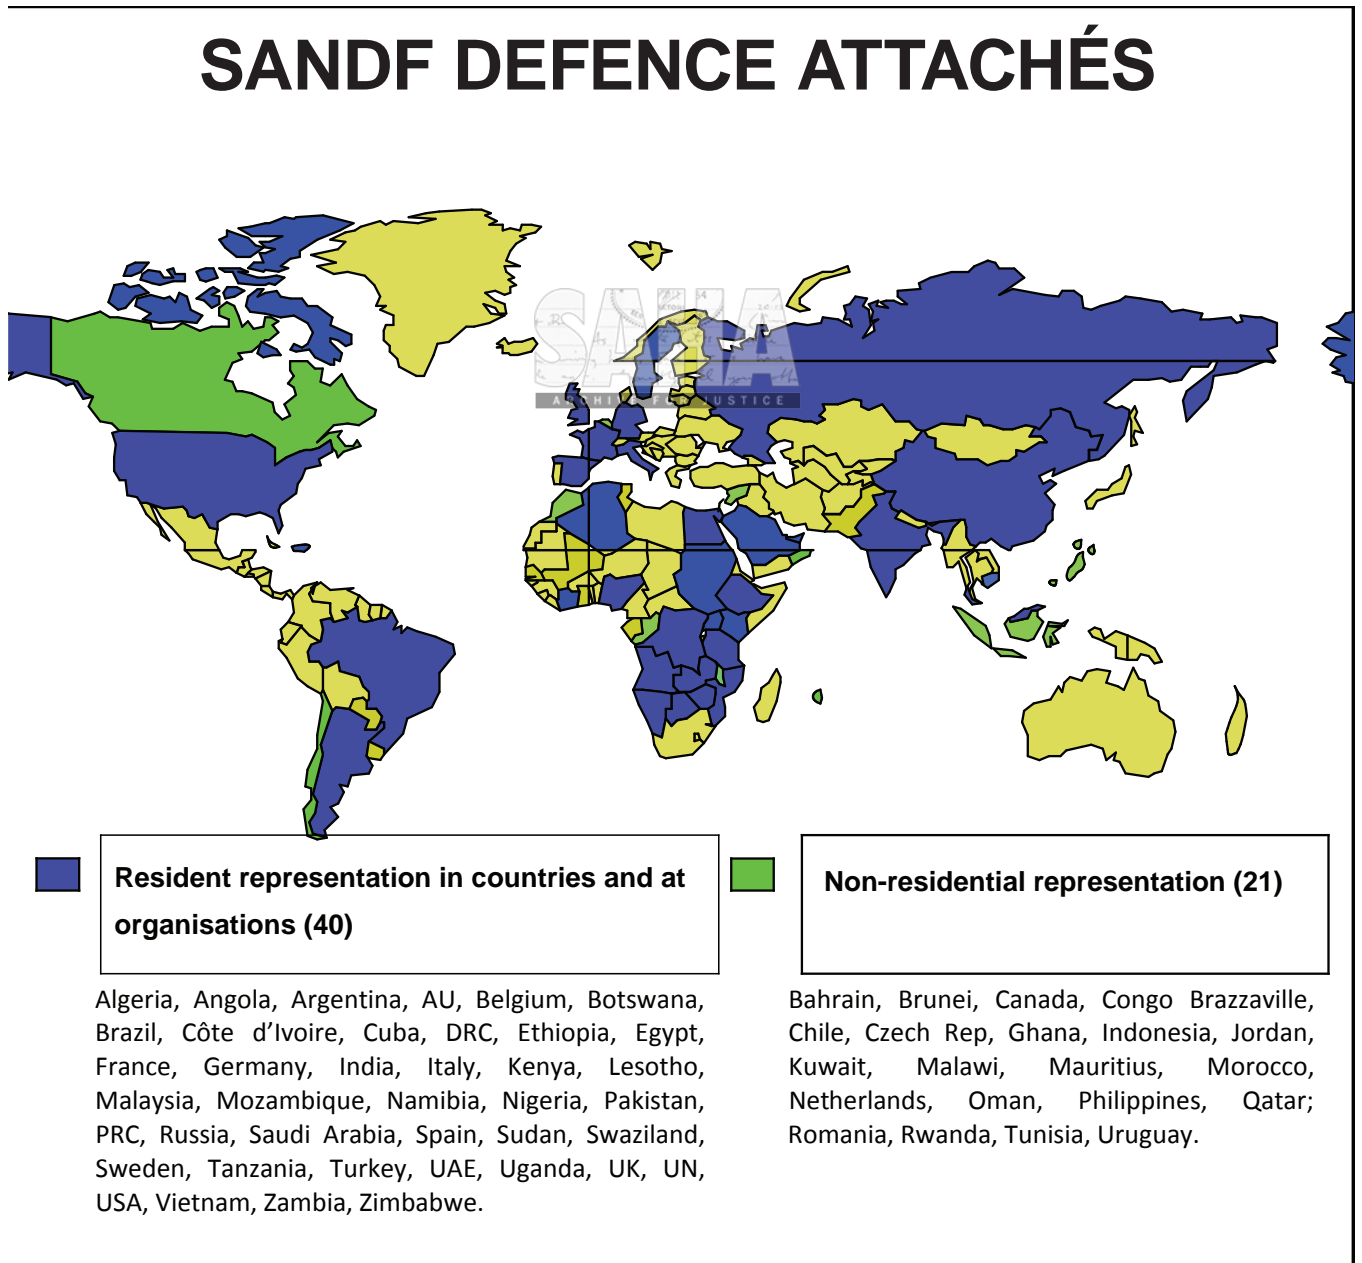 SANDF DEFENCE ATTACHÉS
SAHA
ARCHIVE FOR JUSTICE
Resident representation in countries and at
organisations (40)
Non-residential representation (21)
Algeria, Angola, Argentina, AU, Belgium, Botswana,
Brazil, Côte d’Ivoire, Cuba, DRC, Ethiopia, Egypt,
France, Germany, India, Italy, Kenya, Lesotho,
Malaysia, Mozambique, Namibia, Nigeria, Pakistan,
PRC, Russia, Saudi Arabia, Spain, Sudan, Swaziland,
Sweden, Tanzania, Turkey, UAE, Uganda, UK, UN,
USA, Vietnam, Zambia, Zimbabwe.
Bahrain, Brunei, Canada, Congo Brazzaville,
Chile, Czech Rep, Ghana, Indonesia, Jordan,
Kuwait, Malawi, Mauritius, Morocco,
Netherlands, Oman, Philippines, Qatar;
Romania, Rwanda, Tunisia, Uruguay.